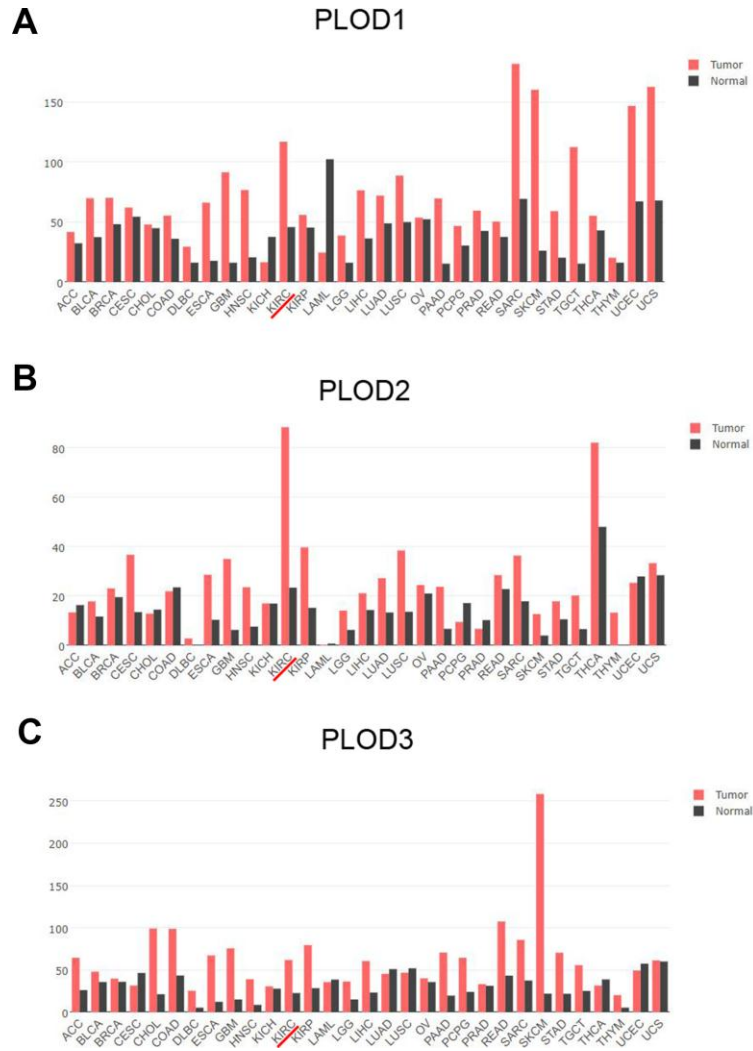 A
PLOD1
Tumor
Normal
150
100
50
0
ACC BLCA BRCA CESC CHOL COAD DLBC ESCA GBM HNSC KICH KIRC KIRP LAML LGG LIHC LUAD LUSC OV PAAD PCPG PRAD READ SARC SKCM STAD TGCT THCA THYM UCEC UCS
B
PLOD2
Tumor
Normal
80
60
40
20
0
ACC BLCA BRCA CESC CHOL COAD DLBC ESCA GBM HNSC KICH KIRC KIRP LAML LGG LIHC LUAD LUSC OV PAAD PCPG PRAD READ SARC SKCM STAD TGCT THCA THYM UCEC UCS
C
PLOD3
Tumor
Normal
250
200
150
100
50
0
ACC BLCA BRCA CESC CHOL COAD DLBC ESCA GBM HNSC KICH KIRC KIRP LAML LGG LIHC LUAD LUSC OV PAAD PCPG PRAD READ SARC SKCM STAD TGCT THCA THYM UCEC UCS